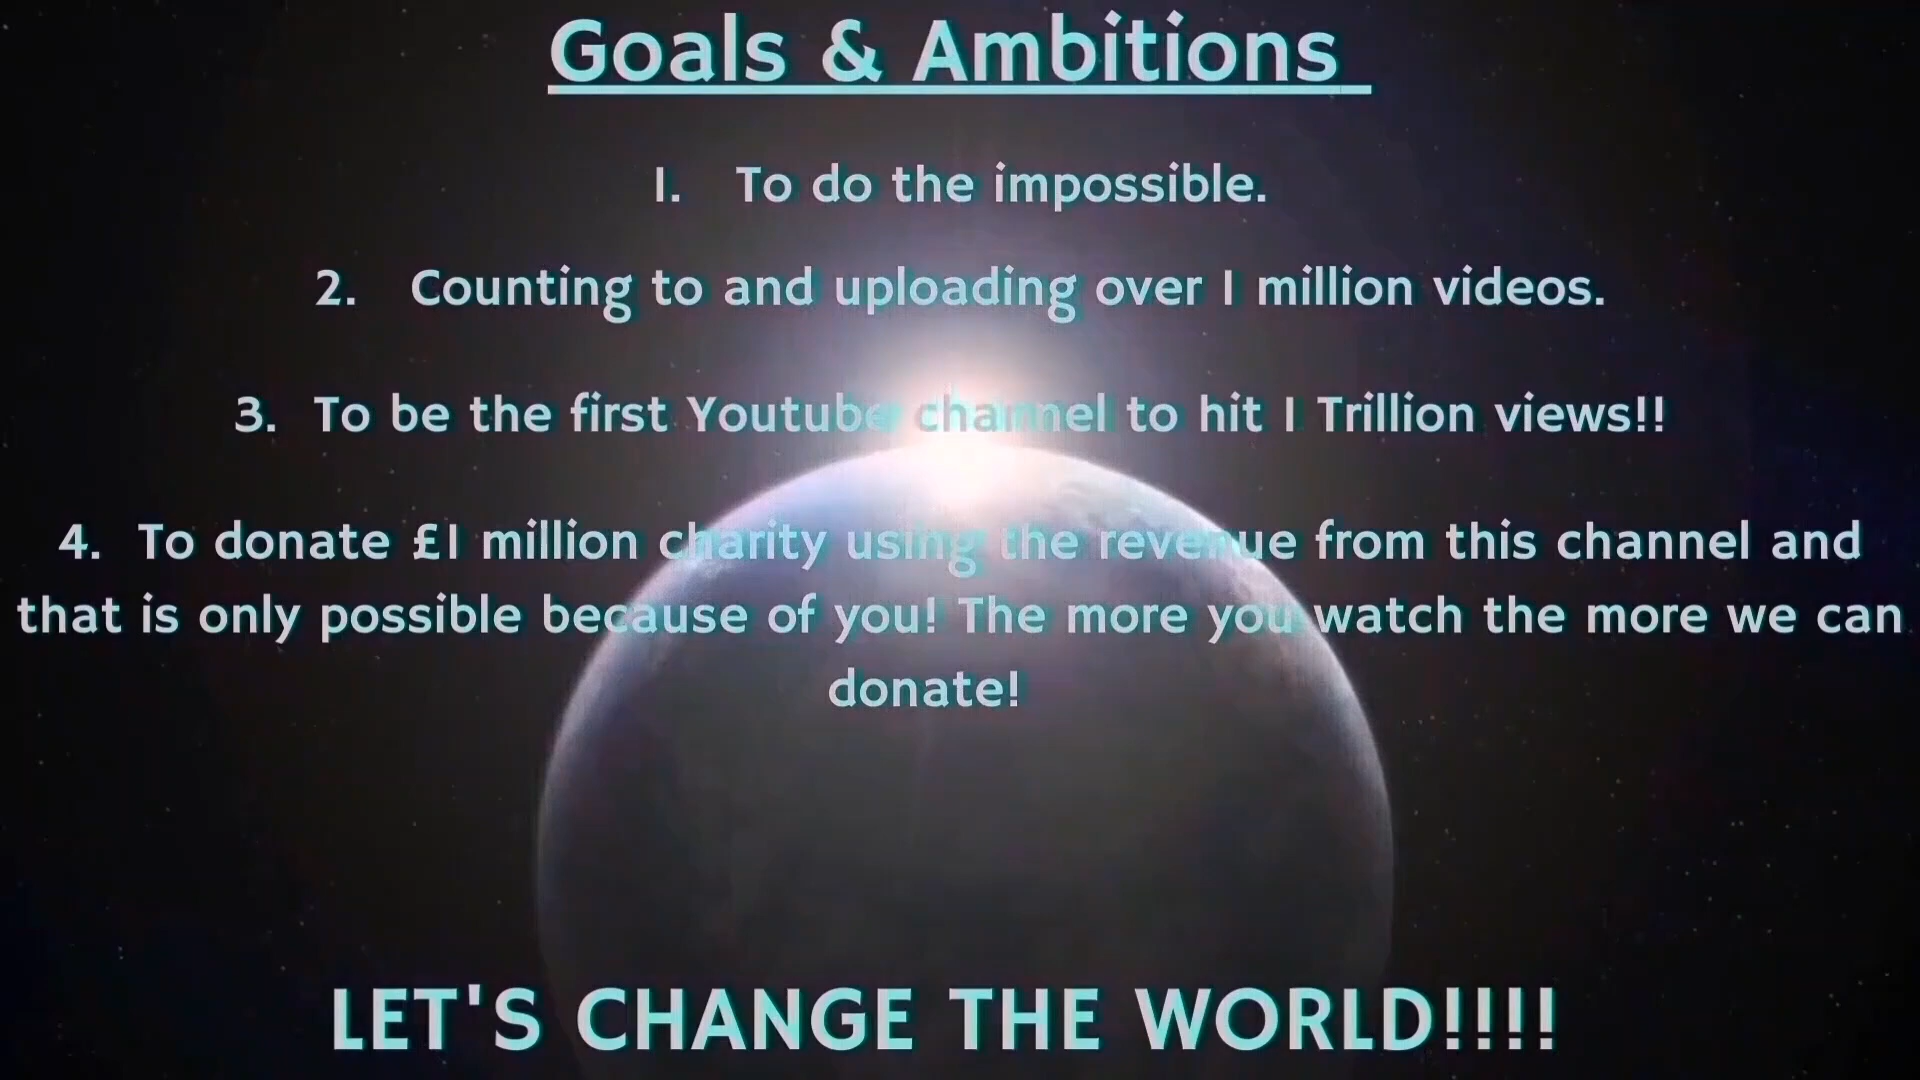 Goals & Ambitions
1. To do the impossible.
2. Counting to and uploading over 1 million videos.
3. To be the first Youtube channel to hit 1 Trillion views!!
4. To donate £1 million charity using the revenue from this channel and
that is only possible because of you! The more you watch the more we can
donate!
LET'S CHANGE THE WORLD!!!!